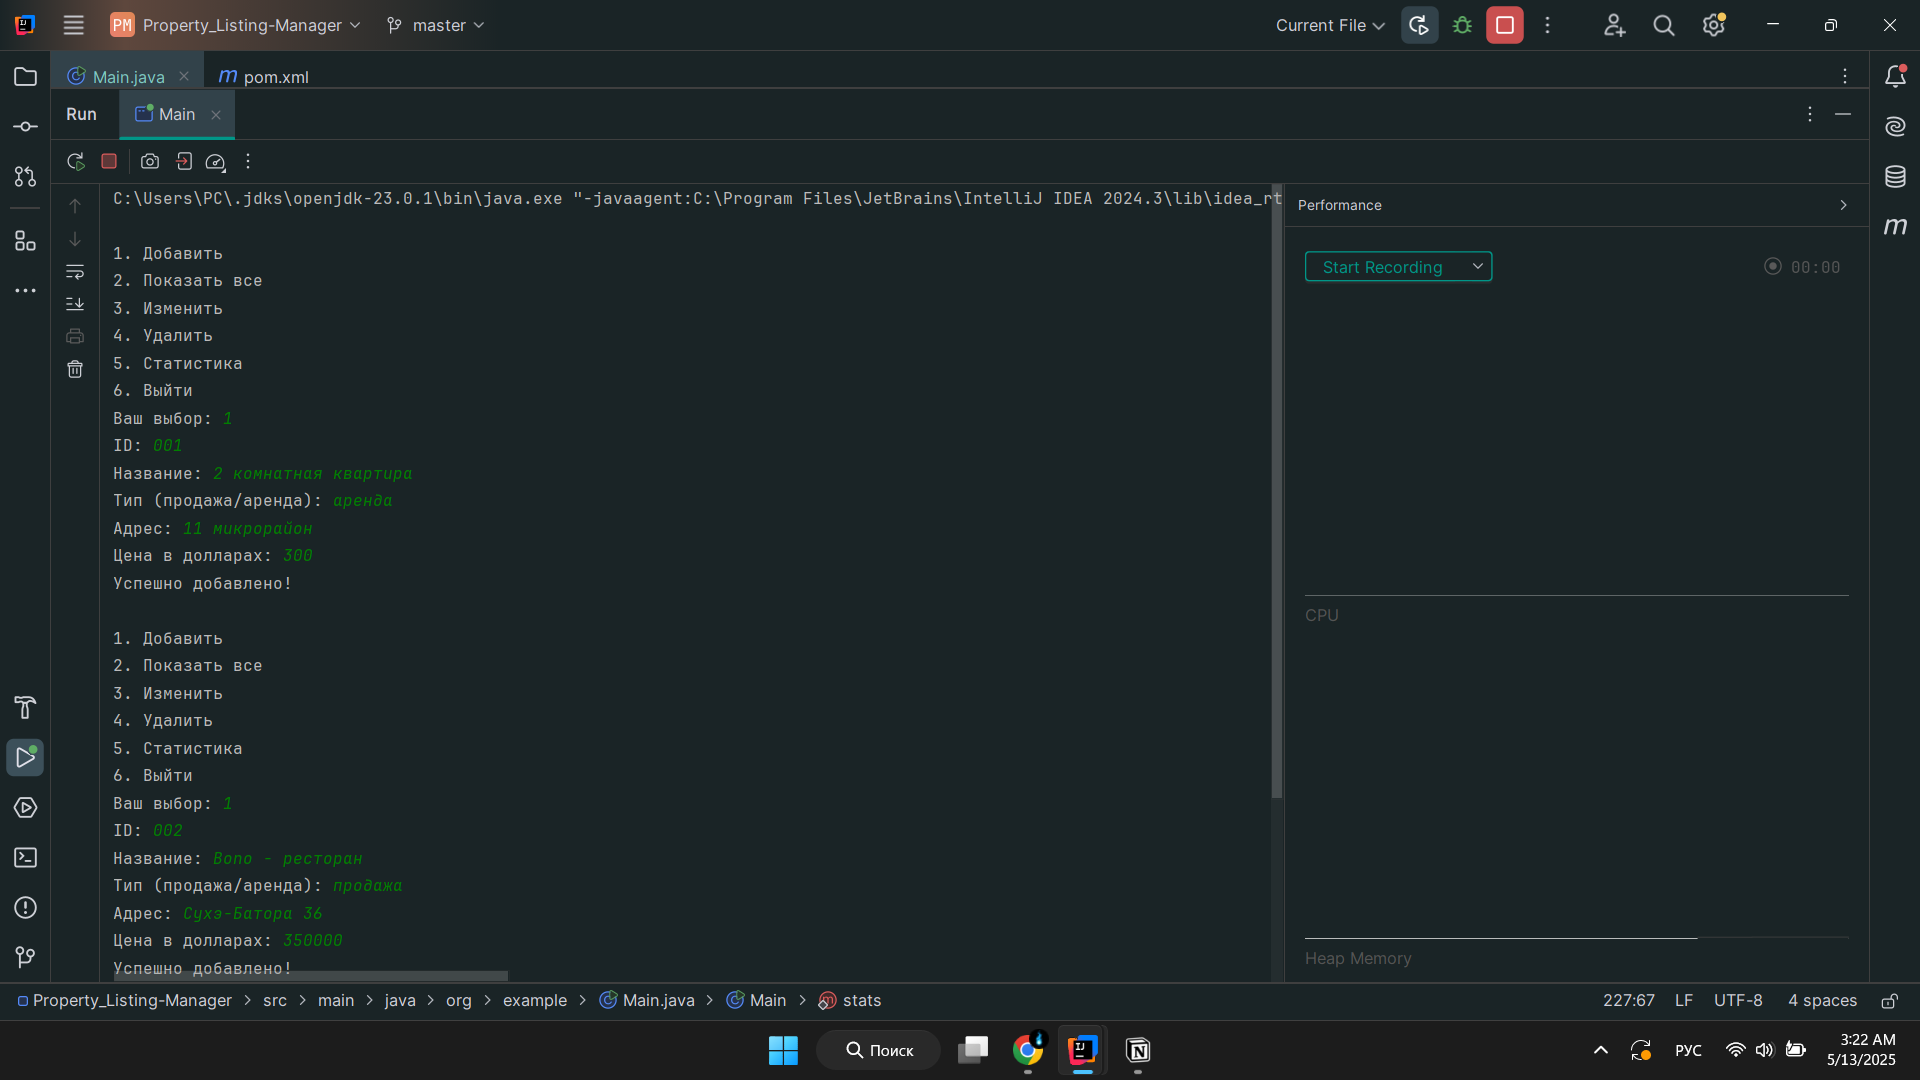 PM Property_Listing-Manager master Current File
Main.java pom.xml
Run Main
C:\Users\PC\.jdks\openjdk-23.0.1\bin\java.exe "-javaagent:C:\Program Files\JetBrains\IntelliJ IDEA 2024.3\lib\idea_rt
1. Добавить
2. Показать все
3. Изменить
4. Удалить
5. Статистика
6. Выйти
Ваш выбор: 1
ID: 001
Название: 2 комнатная квартира
Тип (продажа/аренда): аренда
Адрес: 11 микрорайон
Цена в долларах: 300
Успешно добавлено!
1. Добавить
2. Показать все
3. Изменить
4. Удалить
5. Статистика
6. Выйти
Ваш выбор: 1
ID: 002
Название: Bono - ресторан
Тип (продажа/аренда): продажа
Адрес: Сухэ-Батора 36
Цена в долларах: 350000
Успешно добавлено!
Performance
Start Recording 00:00
CPU
Heap Memory
Property_Listing-Manager src main java org example Main.java Main stats 227:67 LF UTF-8 4 spaces
Поиск
РУС
3:22 AM
5/13/2025